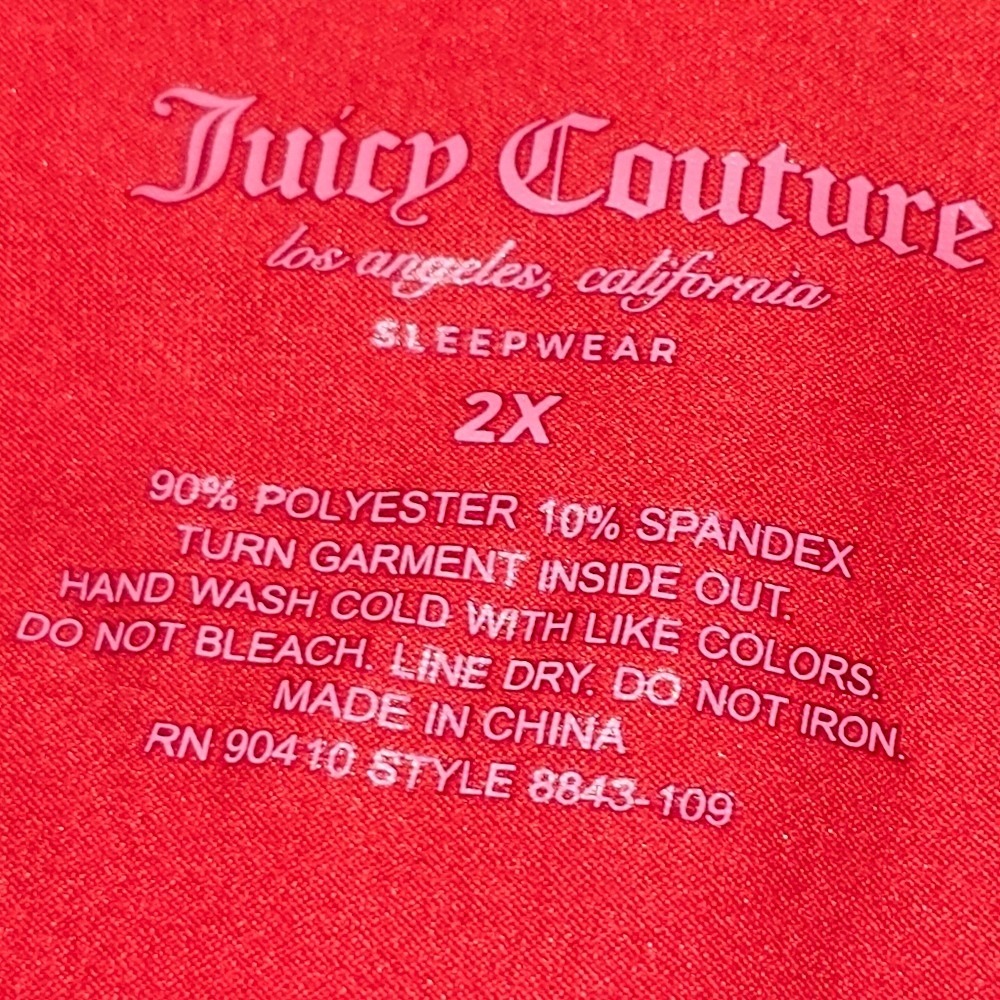 Juicy Couture
los angeles, california
SLEEPWEAR
2X
90% POLYESTER 10% SPANDEX
TURN GARMENT INSIDE OUT.
HAND WASH COLD WITH LIKE COLORS.
DO NOT BLEACH. LINE DRY. DO NOT IRON.
MADE IN CHINA
RN 90410 STYLE 8843-109